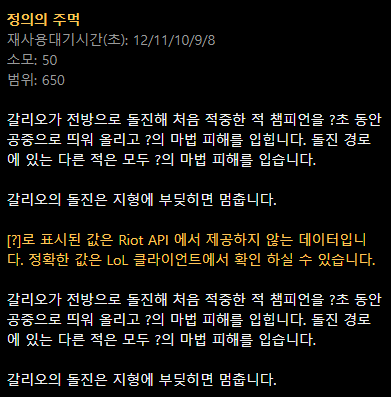 정의의 주먹
재사용대기시간(초): 12/11/10/9/8
소모: 50
범위: 650
갈리오가 전방으로 돌진해 처음 적중한 적 챔피언을 ?초 동안
공중으로 띄워 올리고 ?의 마법 피해를 입힙니다. 돌진 경로
에 있는 다른 적은 모두 ?의 마법 피해를 입습니다.
갈리오의 돌진은 지형에 부딪히면 멈춥니다.
[?]로 표시된 값은 Riot API 에서 제공하지 않는 데이터입니
다. 정확한 값은 LoL 클라이언트에서 확인 하실 수 있습니다.
갈리오가 전방으로 돌진해 처음 적중한 적 챔피언을 ?초 동안
공중으로 띄워 올리고 ?의 마법 피해를 입힙니다. 돌진 경로
에 있는 다른 적은 모두 ?의 마법 피해를 입습니다.
갈리오의 돌진은 지형에 부딪히면 멈춥니다.